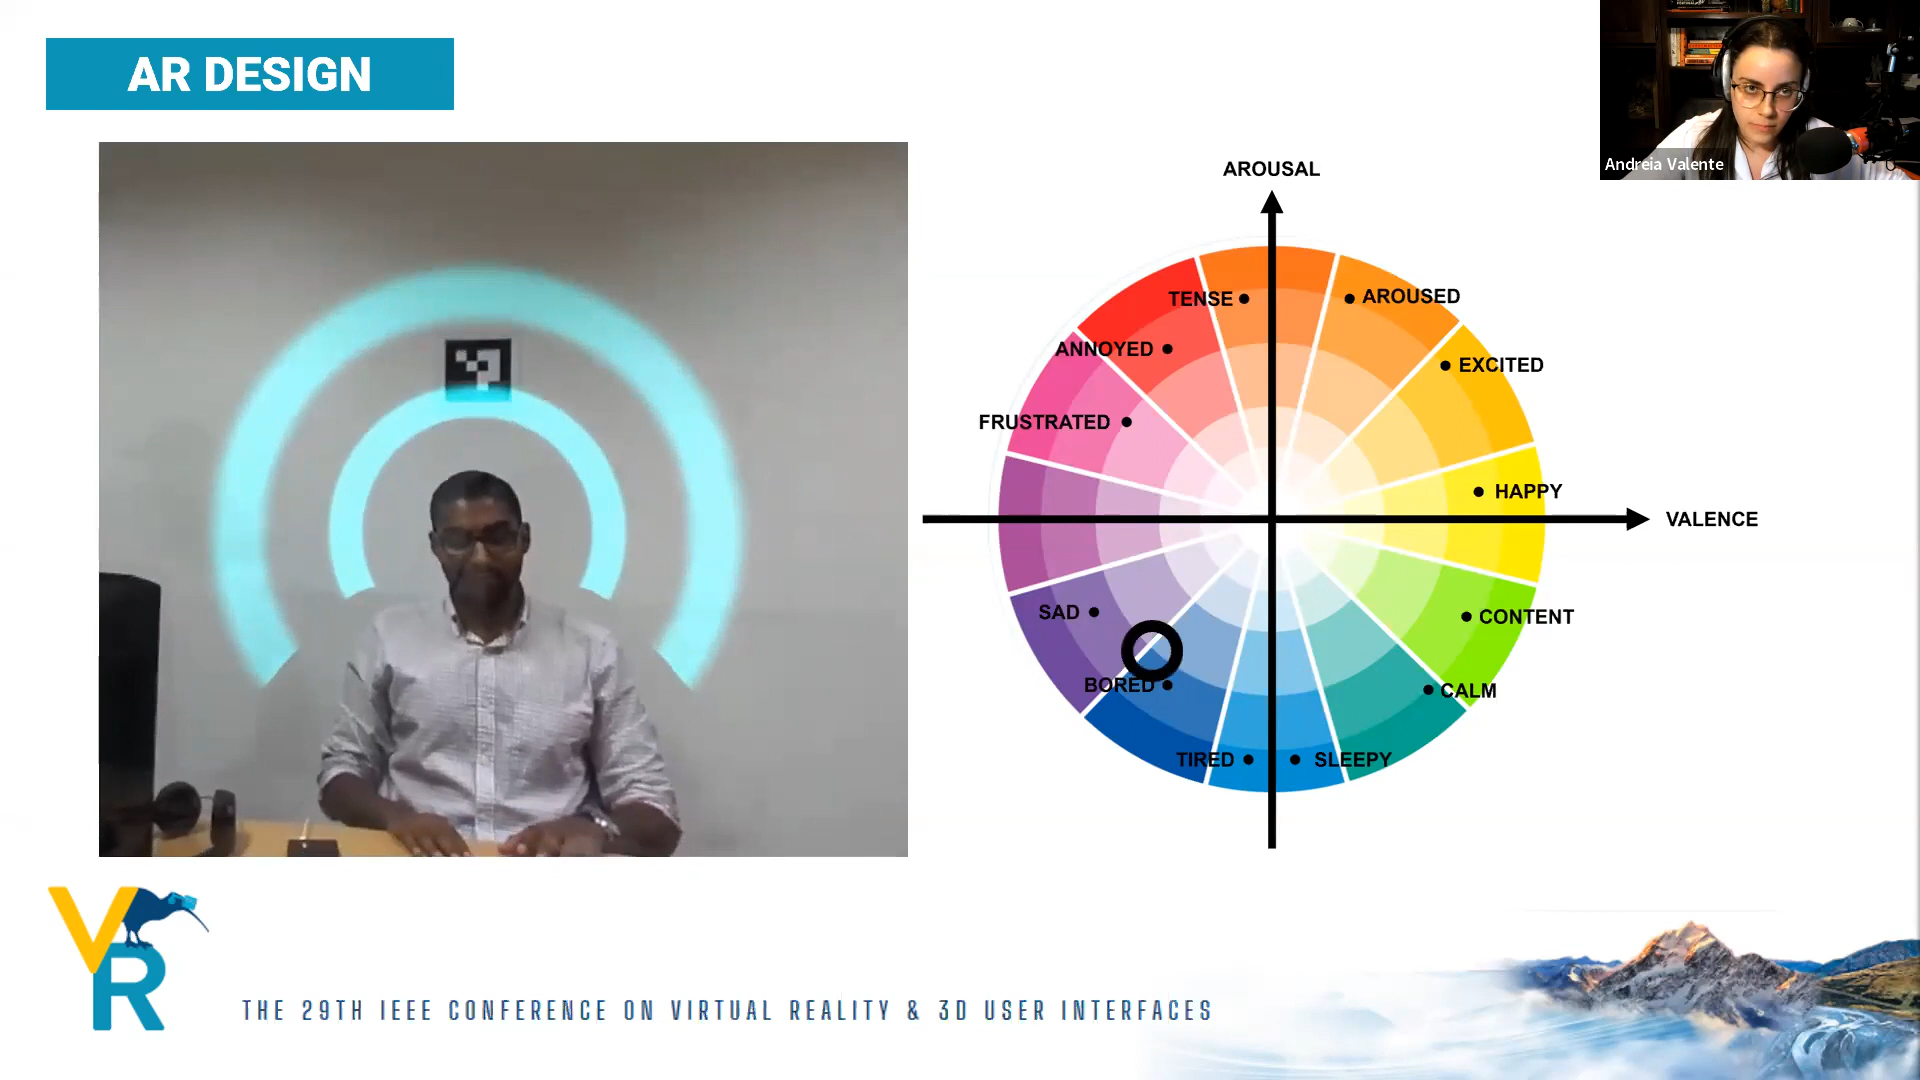 AR DESIGN
Andreia Valente
AROUSAL
TENSE
AROUSED
ANNOYED
EXCITED
FRUSTRATED
HAPPY
VALENCE
SAD
CONTENT
BORED
CALM
TIRED
SLEEPY
VR
THE 29TH IEEE CONFERENCE ON VIRTUAL REALITY & 3D USER INTERFACES